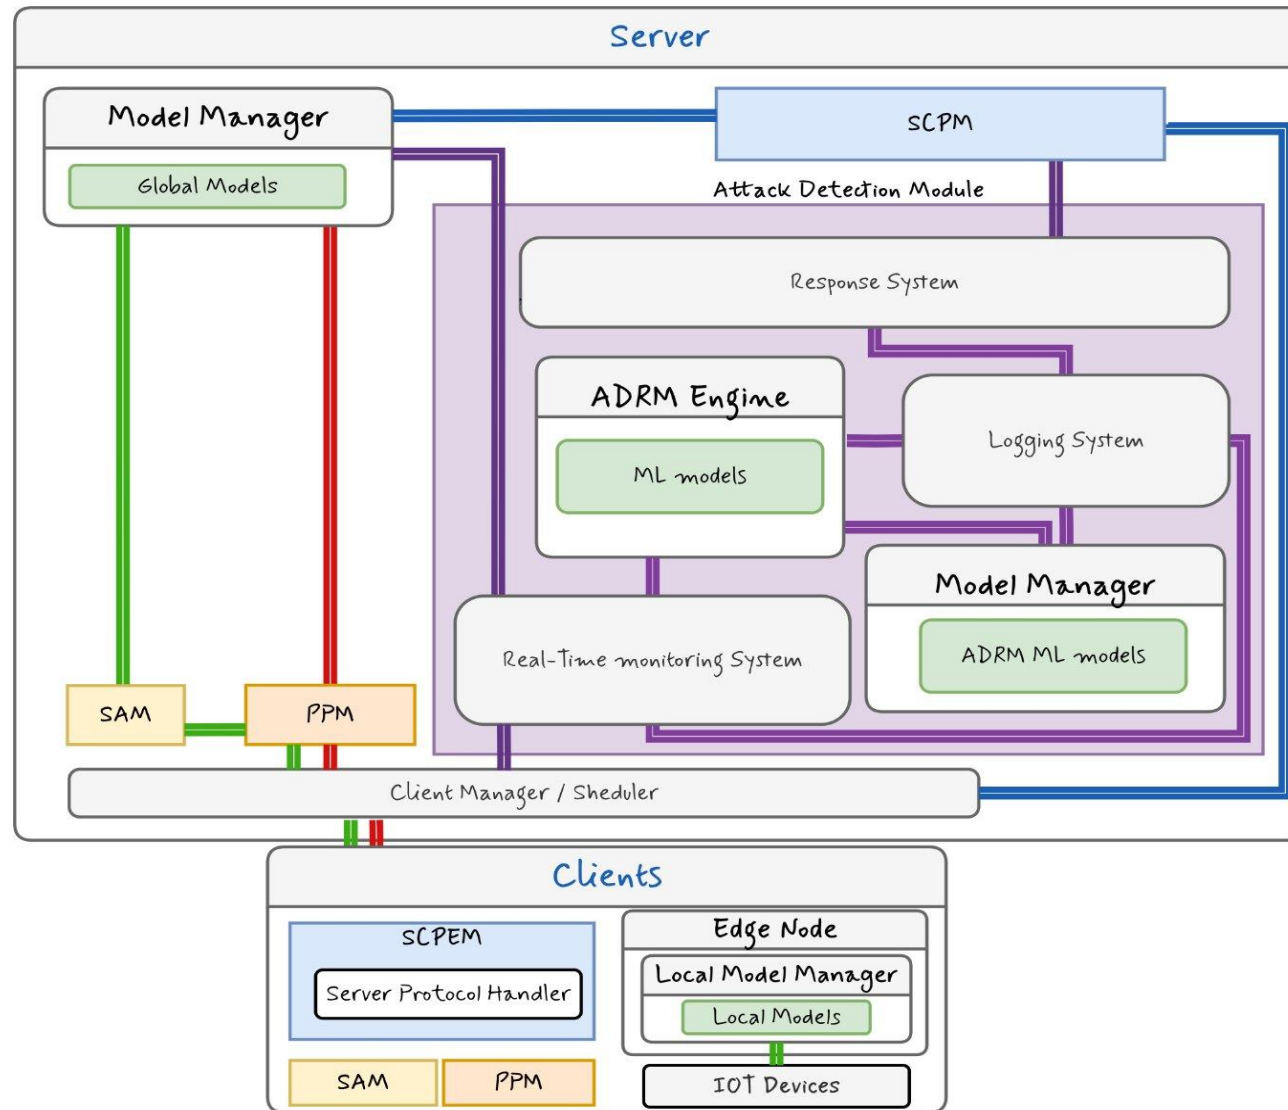 Server
Model Manager
Global Models
SCPM
Attack Detection Module
Response System
ADRM Engine
ML models
Logging System
Model Manager
ADRM ML models
Real-Time monitoring System
SAM
PPM
Client Manager / Sheduler
Clients
SCPEM
Server Protocol Handler
Edge Node
Local Model Manager
Local Models
SAM
PPM
IOT Devices